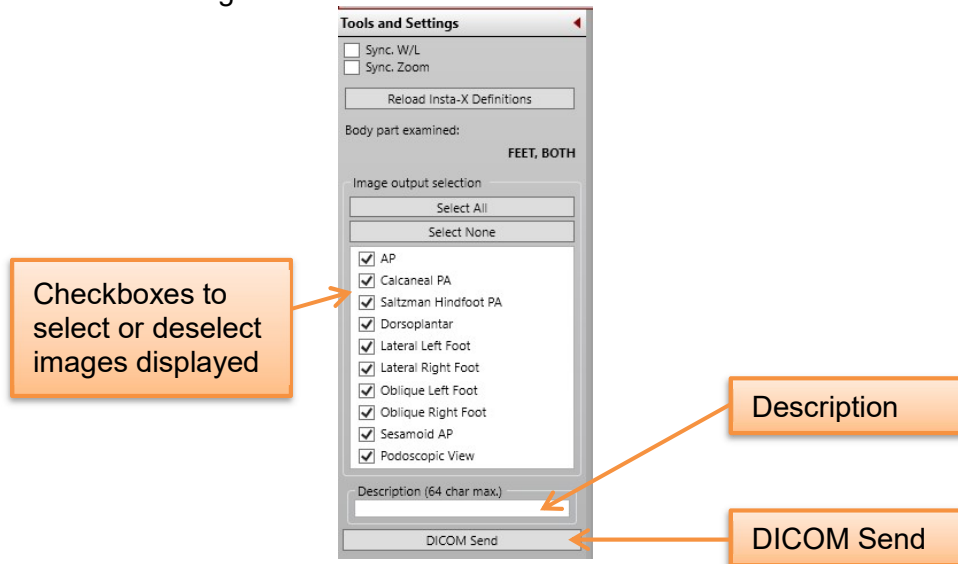 Tools and Settings
Sync. W/L
Sync. Zoom
Reload Insta-X Definitions
Body part examined:
FEET, BOTH
Image output selection
Select All
Select None
AP
Calcaneal PA
Saltzman Hindfoot PA
Dorsoplantar
Lateral Left Foot
Lateral Right Foot
Oblique Left Foot
Oblique Right Foot
Sesamoid AP
Podoscopic View
Description (64 char max.)
DICOM Send
Checkboxes to
select or deselect
images displayed
Description
DICOM Send